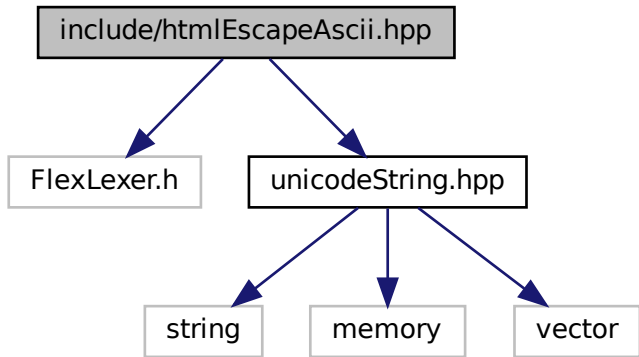 include/htmlEscapeAscii.hpp
FlexLexer.h
unicodeString.hpp
string
memory
vector